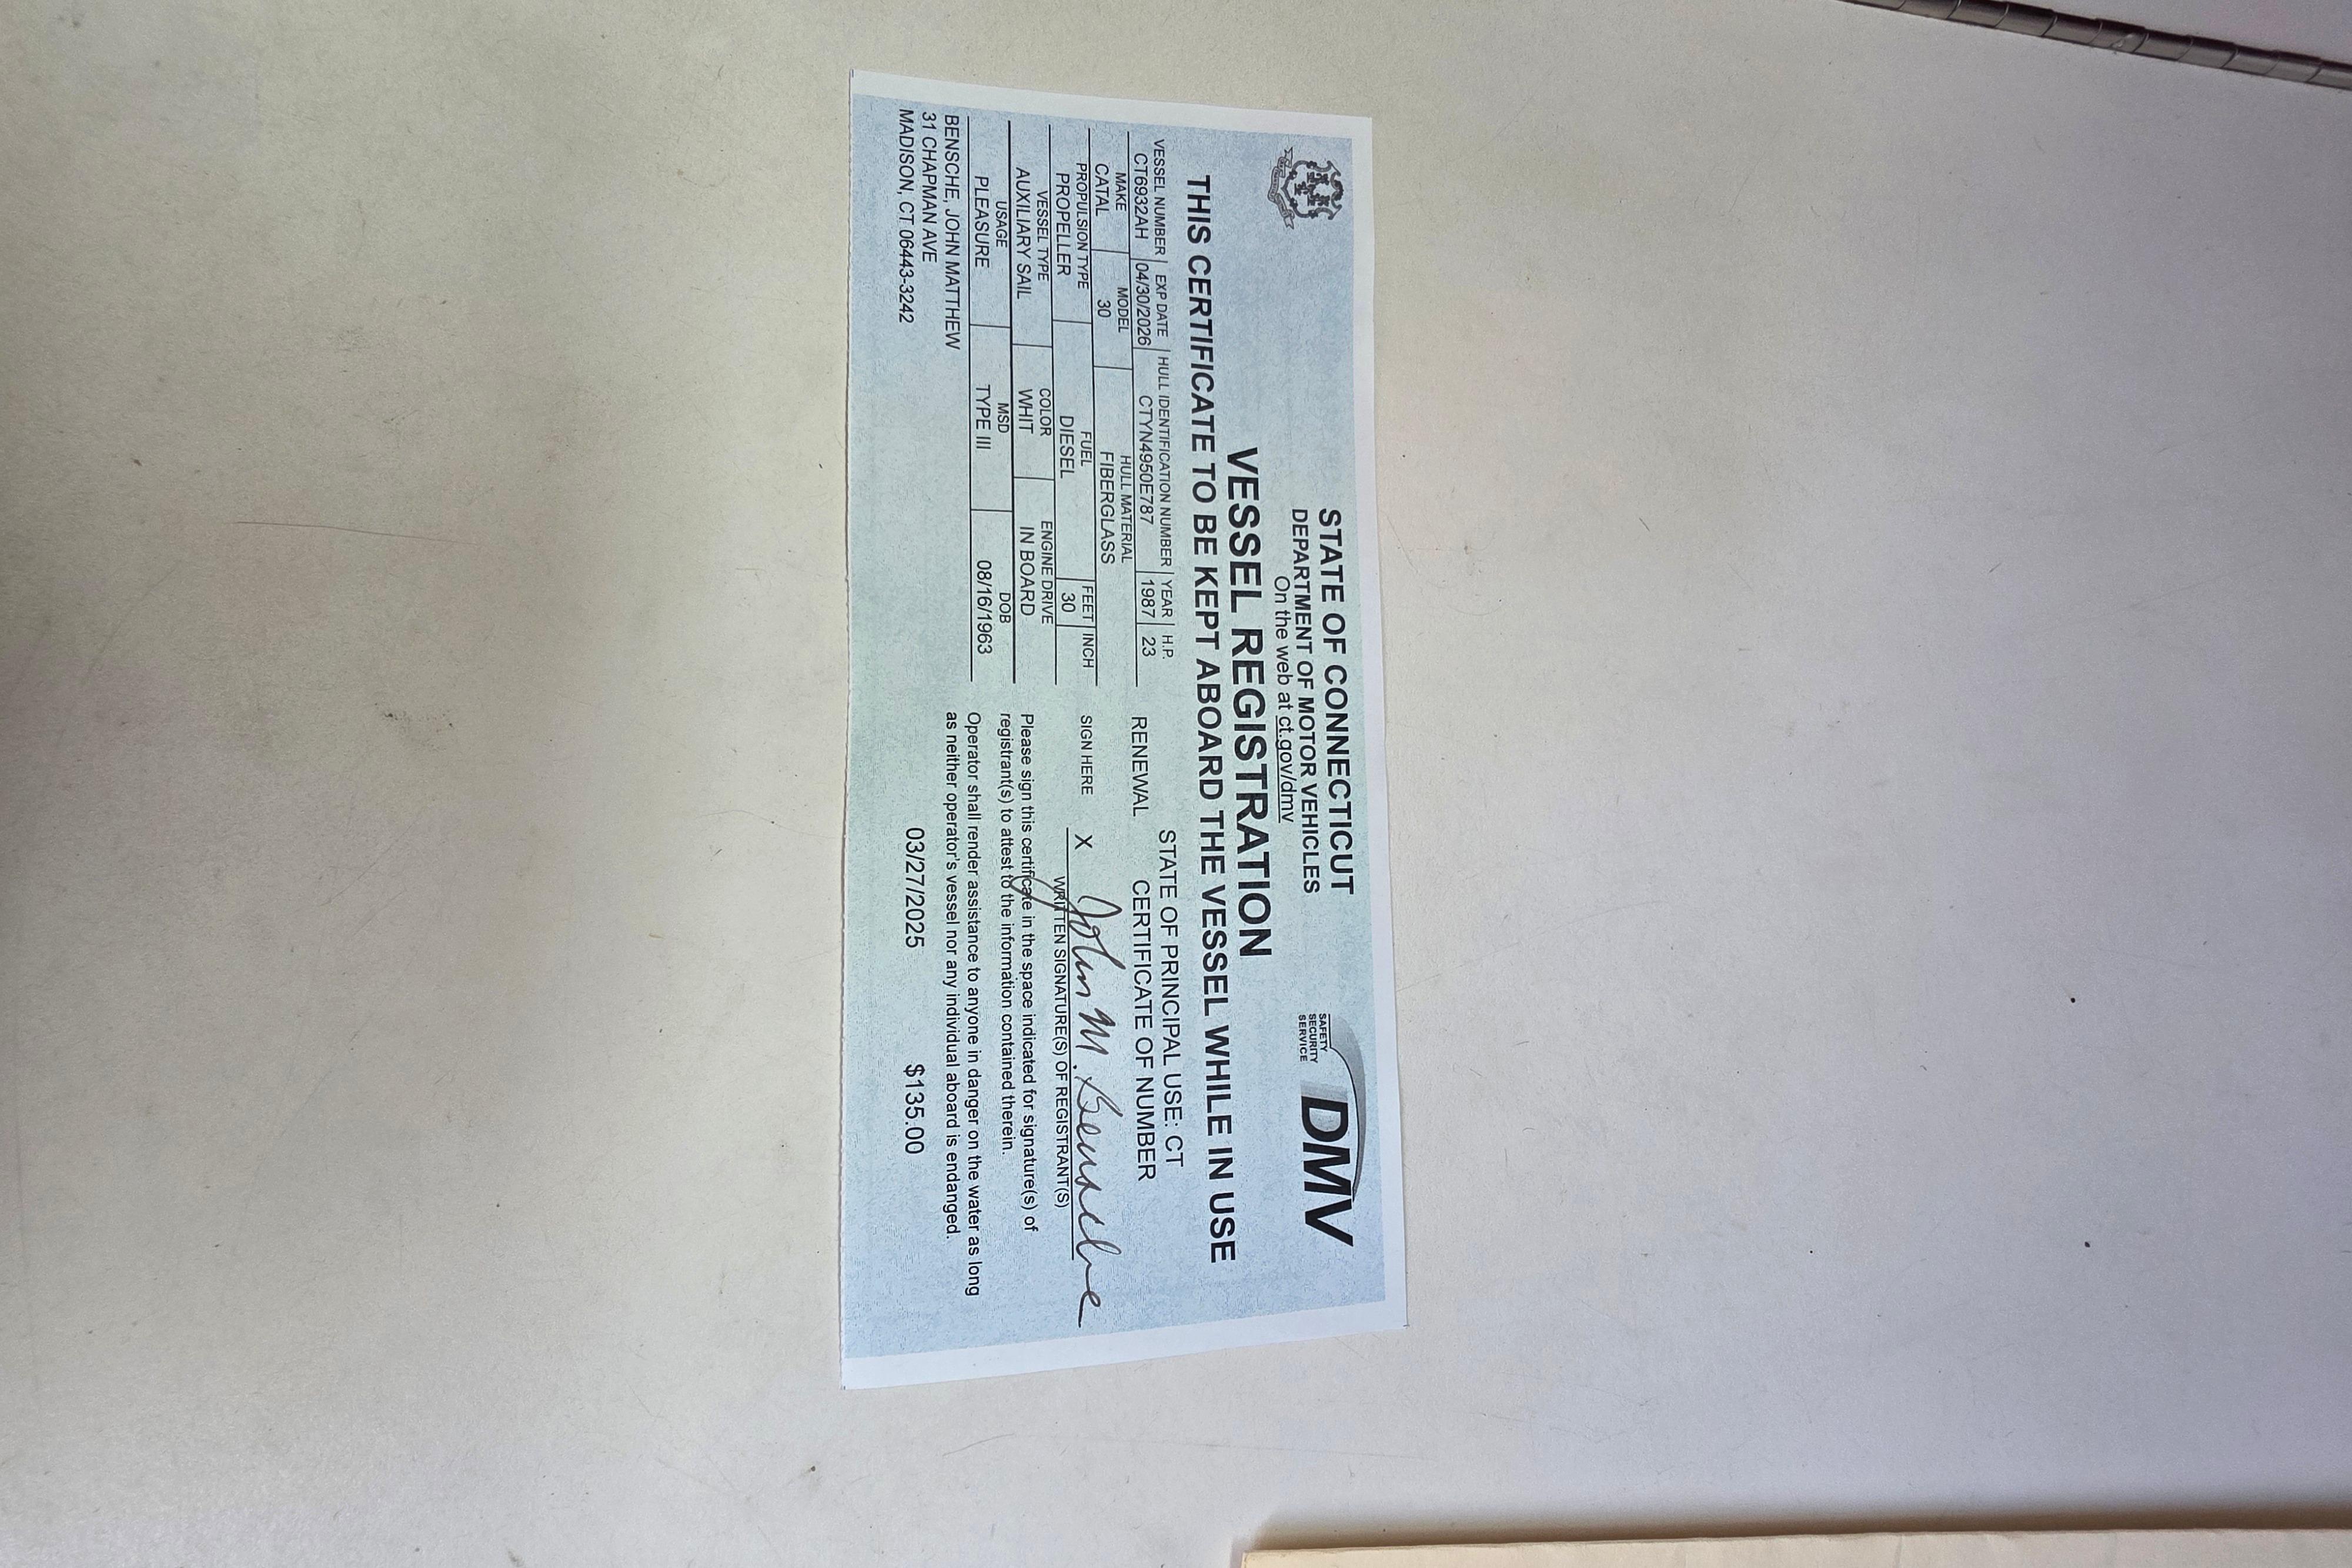 STATE OF CONNECTICUT
DEPARTMENT OF MOTOR VEHICLES
On the web at ct.gov/dmv
SAFETY
SECURITY
SERVICE
DMV
VESSEL REGISTRATION
THIS CERTIFICATE TO BE KEPT ABOARD THE VESSEL WHILE IN USE
VESSEL NUMBER EXP DATE HULL IDENTIFICATION NUMBER YEAR H.P.
CT6932AH 04/30/2026 CTYN4950E787 1987 23
MAKE MODEL HULL MATERIAL
CATAL 30 FIBERGLASS
PROPULSION TYPE FUEL FEET INCH
PROPELLER DIESEL 30
VESSEL TYPE COLOR ENGINE DRIVE
AUXILIARY SAIL WHIT IN BOARD
USAGE MSD DOB
PLEASURE TYPE III 08/16/1963
BENSCHE, JOHN MATTHEW
31 CHAPMAN AVE
MADISON, CT 06443-3242
STATE OF PRINCIPAL USE: CT
RENEWAL CERTIFICATE OF NUMBER
SIGN HERE X John M. Bensche
WRITTEN SIGNATURE(S) OF REGISTRANT(S)
Please sign this certificate in the space indicated for signature(s) of
registrant(s) to attest to the information contained therein.
Operator shall render assistance to anyone in danger on the water as long
as neither operator's vessel nor any individual aboard is endangered.
03/27/2025 $135.00